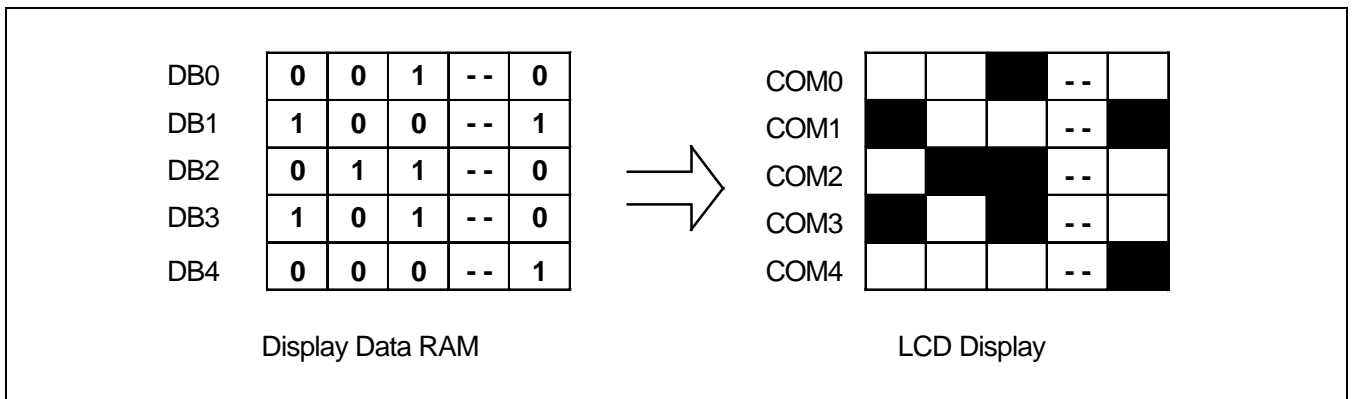 DB0 0 0 1 -- 0 COM0 --
DB1 1 0 0 -- 1 COM1 --
DB2 0 1 1 -- 0 COM2 --
DB3 1 0 1 -- 0 COM3 --
DB4 0 0 0 -- 1 COM4 --
Display Data RAM LCD Display